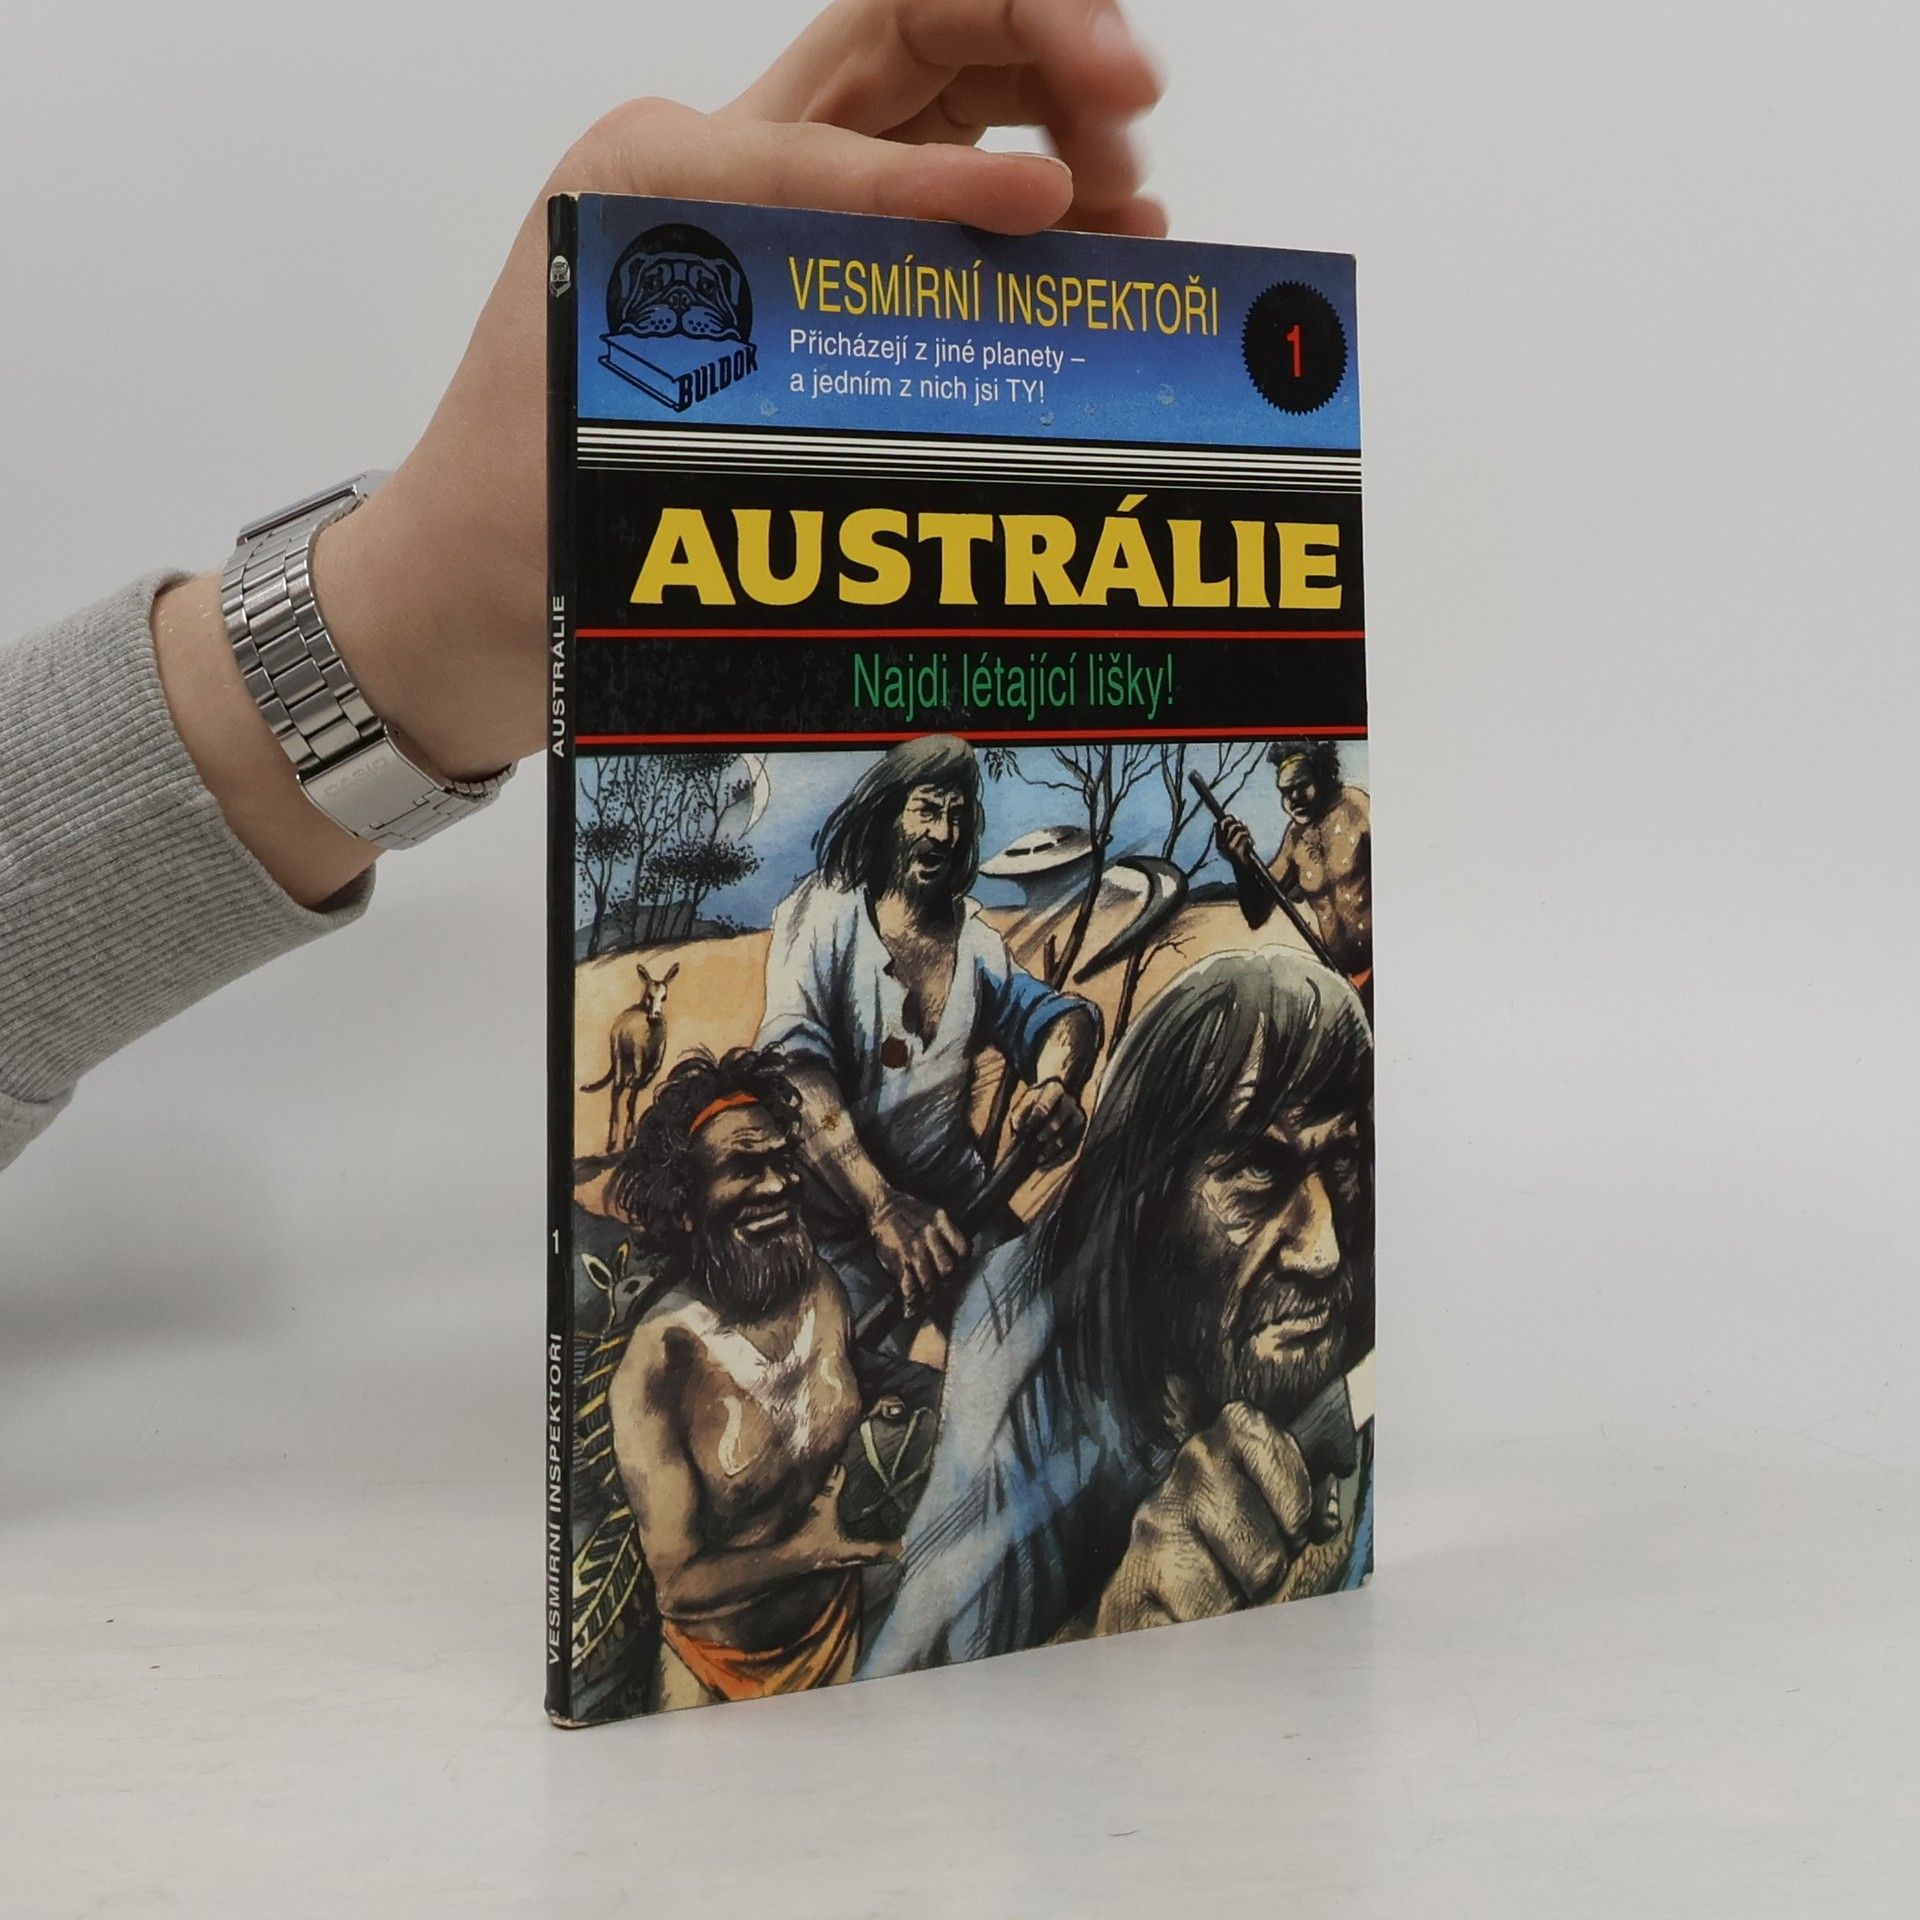 BULDOK
VESMÍRNÍ INSPEKTOŘI
Přicházejí z jiné planety –
a jedním z nich jsi TY!
1
AUSTRÁLIE
Najdi létající lišky!
AUSTRÁLIE
1
VESMÍRNÍ INSPEKTOŘI
CASIO